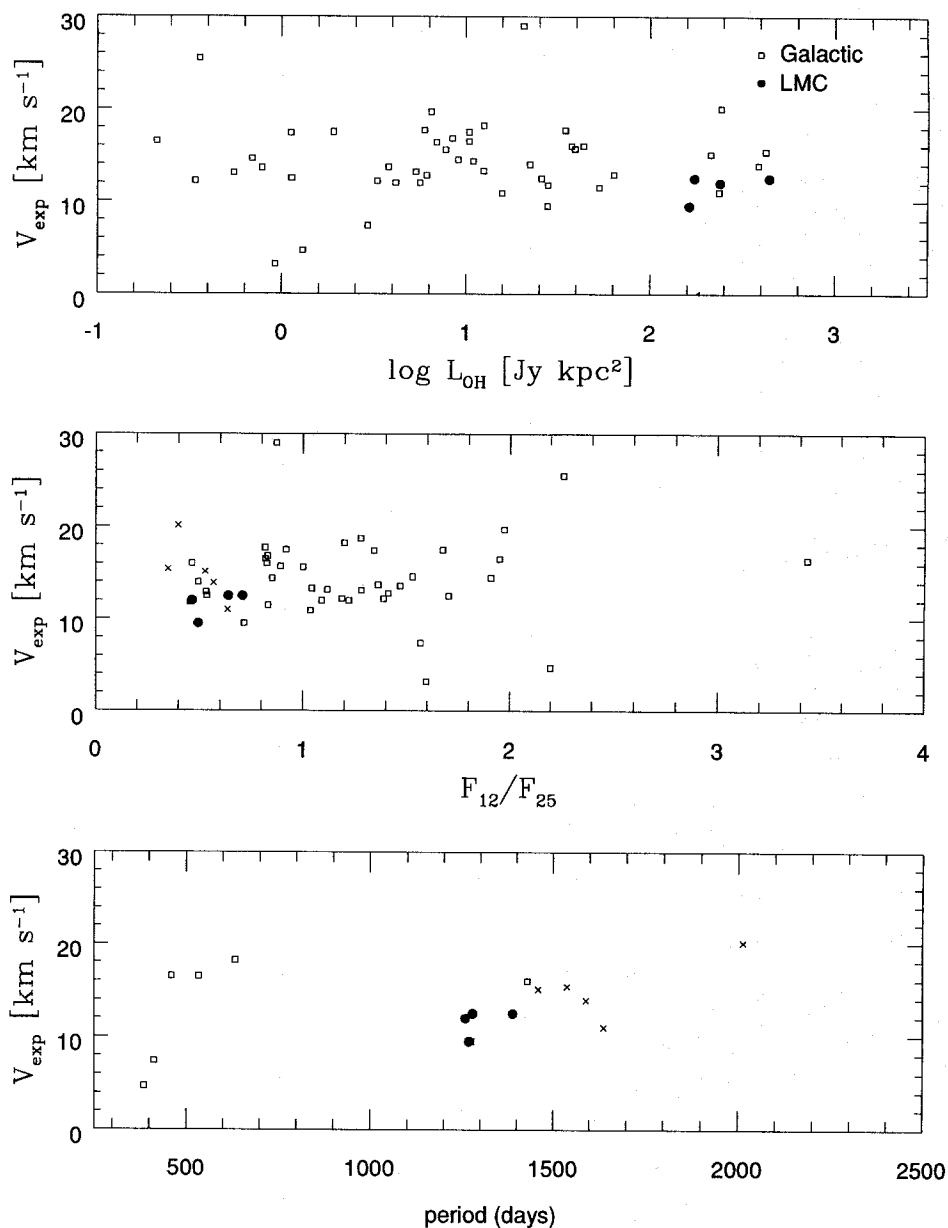 30
20
10
0
V_exp [km s⁻¹]
□ Galactic
● LMC
-1 0 1 2 3
log L_OH [Jy kpc²]
30
20
10
0
V_exp [km s⁻¹]
0 1 2 3 4
F_12/F_25
30
20
10
0
V_exp [km s⁻¹]
500 1000 1500 2000 2500
period (days)